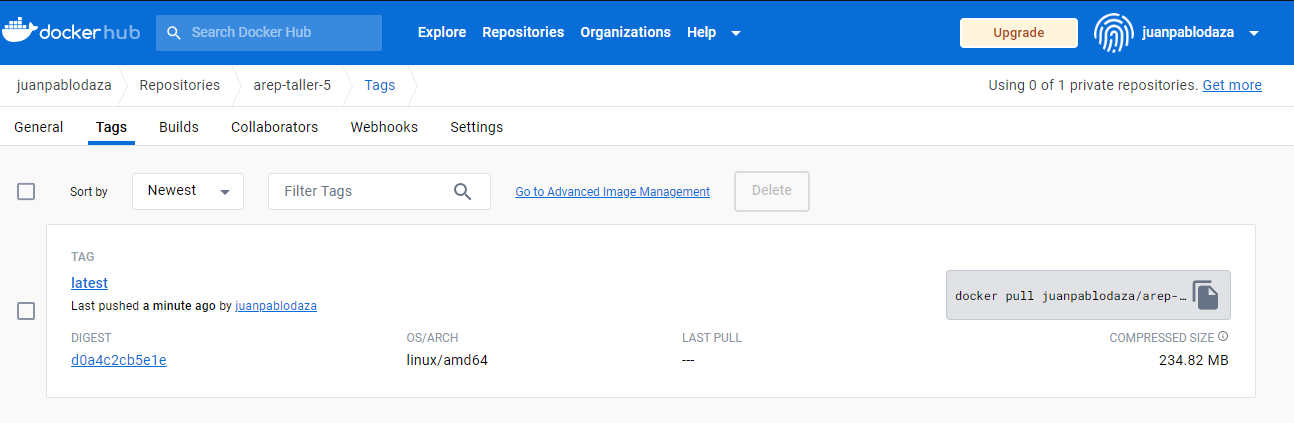 docker hub Search Docker Hub Explore Repositories Organizations Help Upgrade juanpablodaza
juanpablodaza Repositories arep-taller-5 Tags Using 0 of 1 private repositories. Get more
General Tags Builds Collaborators Webhooks Settings
Sort by Newest Filter Tags Go to Advanced Image Management Delete
TAG
latest
docker pull juanpablodaza/arep-…
Last pushed a minute ago by juanpablodaza
DIGEST OS/ARCH LAST PULL COMPRESSED SIZE
d0a4c2cb5e1e linux/amd64 --- 234.82 MB